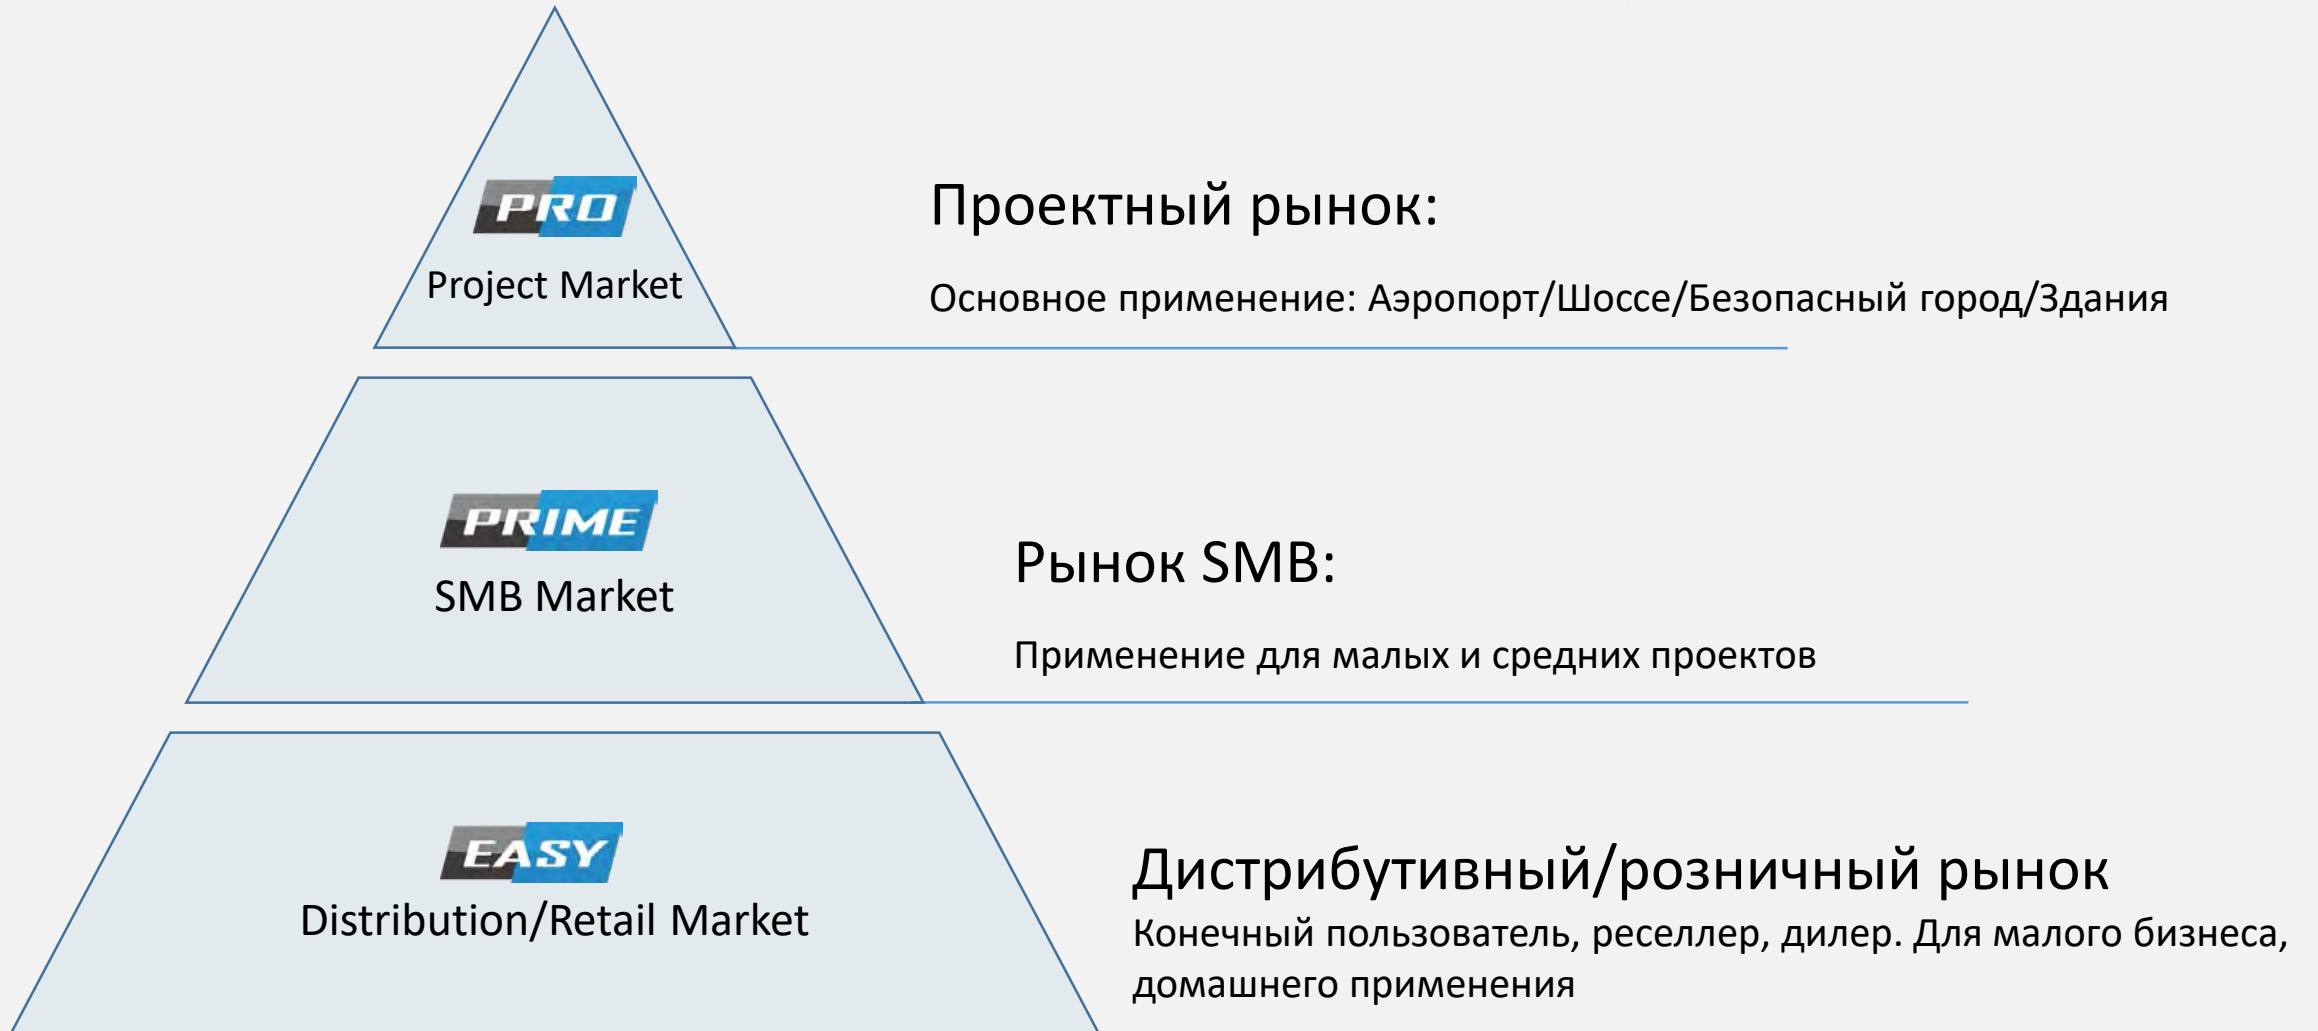 PRO
Project Market
Проектный рынок:
Основное применение: Аэропорт/Шоссе/Безопасный город/Здания
PRIME
SMB Market
Рынок SMB:
Применение для малых и средних проектов
EASY
Distribution/Retail Market
Дистрибутивный/розничный рынок
Конечный пользователь, реселлер, дилер. Для малого бизнеса,
домашнего применения